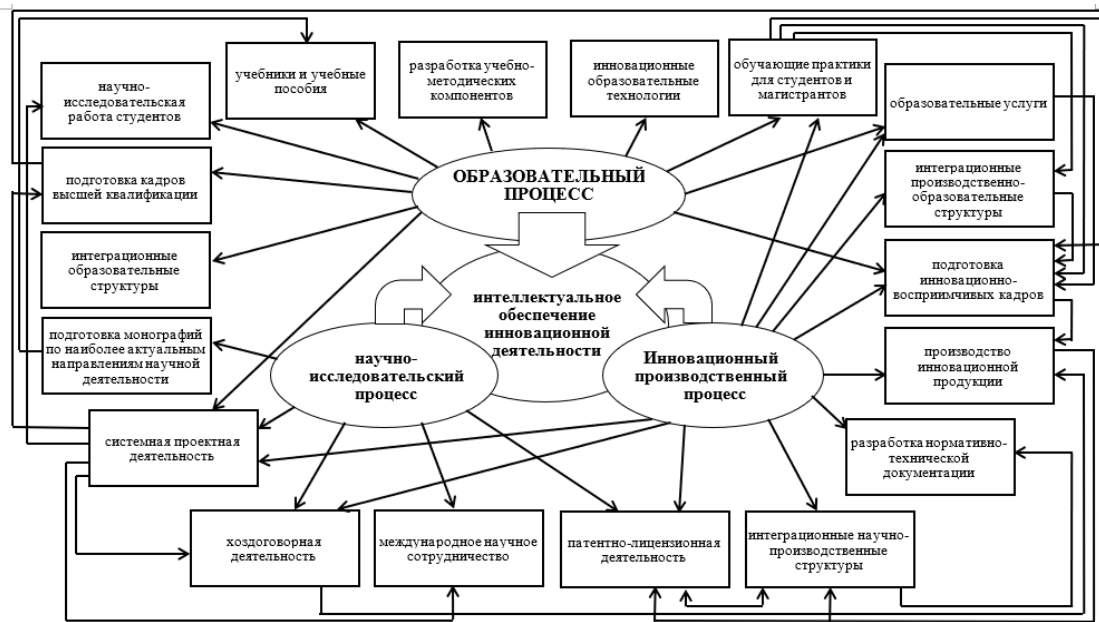 учебники и учебные
пособия
разработка учебно-
методических
компонентов
инновационные
образовательные
технологии
обучающие практики
для студентов и
магистрантов
научно-
исследовательская
работа студентов
образовательные услуги
подготовка кадров
высшей квалификации
ОБРАЗОВАТЕЛЬНЫЙ
ПРОЦЕСС
интеграционные
производственно-
образовательные
структуры
интеграционные
образовательные
структуры
подготовка
инновационно-
восприимчивых кадров
интеллектуальное
обеспечение
инновационной
деятельности
подготовка монографий
по наиболее актуальным
направлениям научной
деятельности
научно-
исследовательский
процесс
Инновационный
производственный
процесс
производство
инновационной
продукции
системная проектная
деятельность
разработка нормативно-
технической
документации
хоздоговорная
деятельность
международное научное
сотрудничество
патентно-лицензионная
деятельность
интеграционные научно-
производственные
структуры